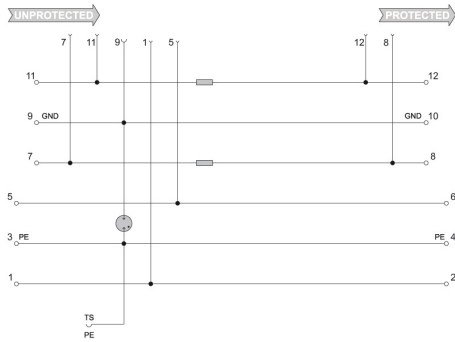 UNPROTECTED PROTECTED
7 11 9 1 5 12 8
11 12
9 GND GND 10
7 8
5 6
3 PE PE 4
1 2
TS
PE